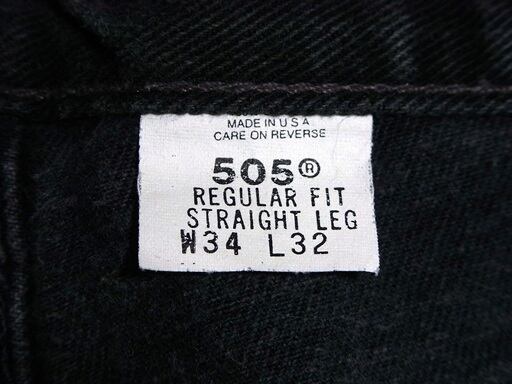 MADE IN U S A
CARE ON REVERSE
505®
REGULAR FIT
STRAIGHT LEG
W34 L32